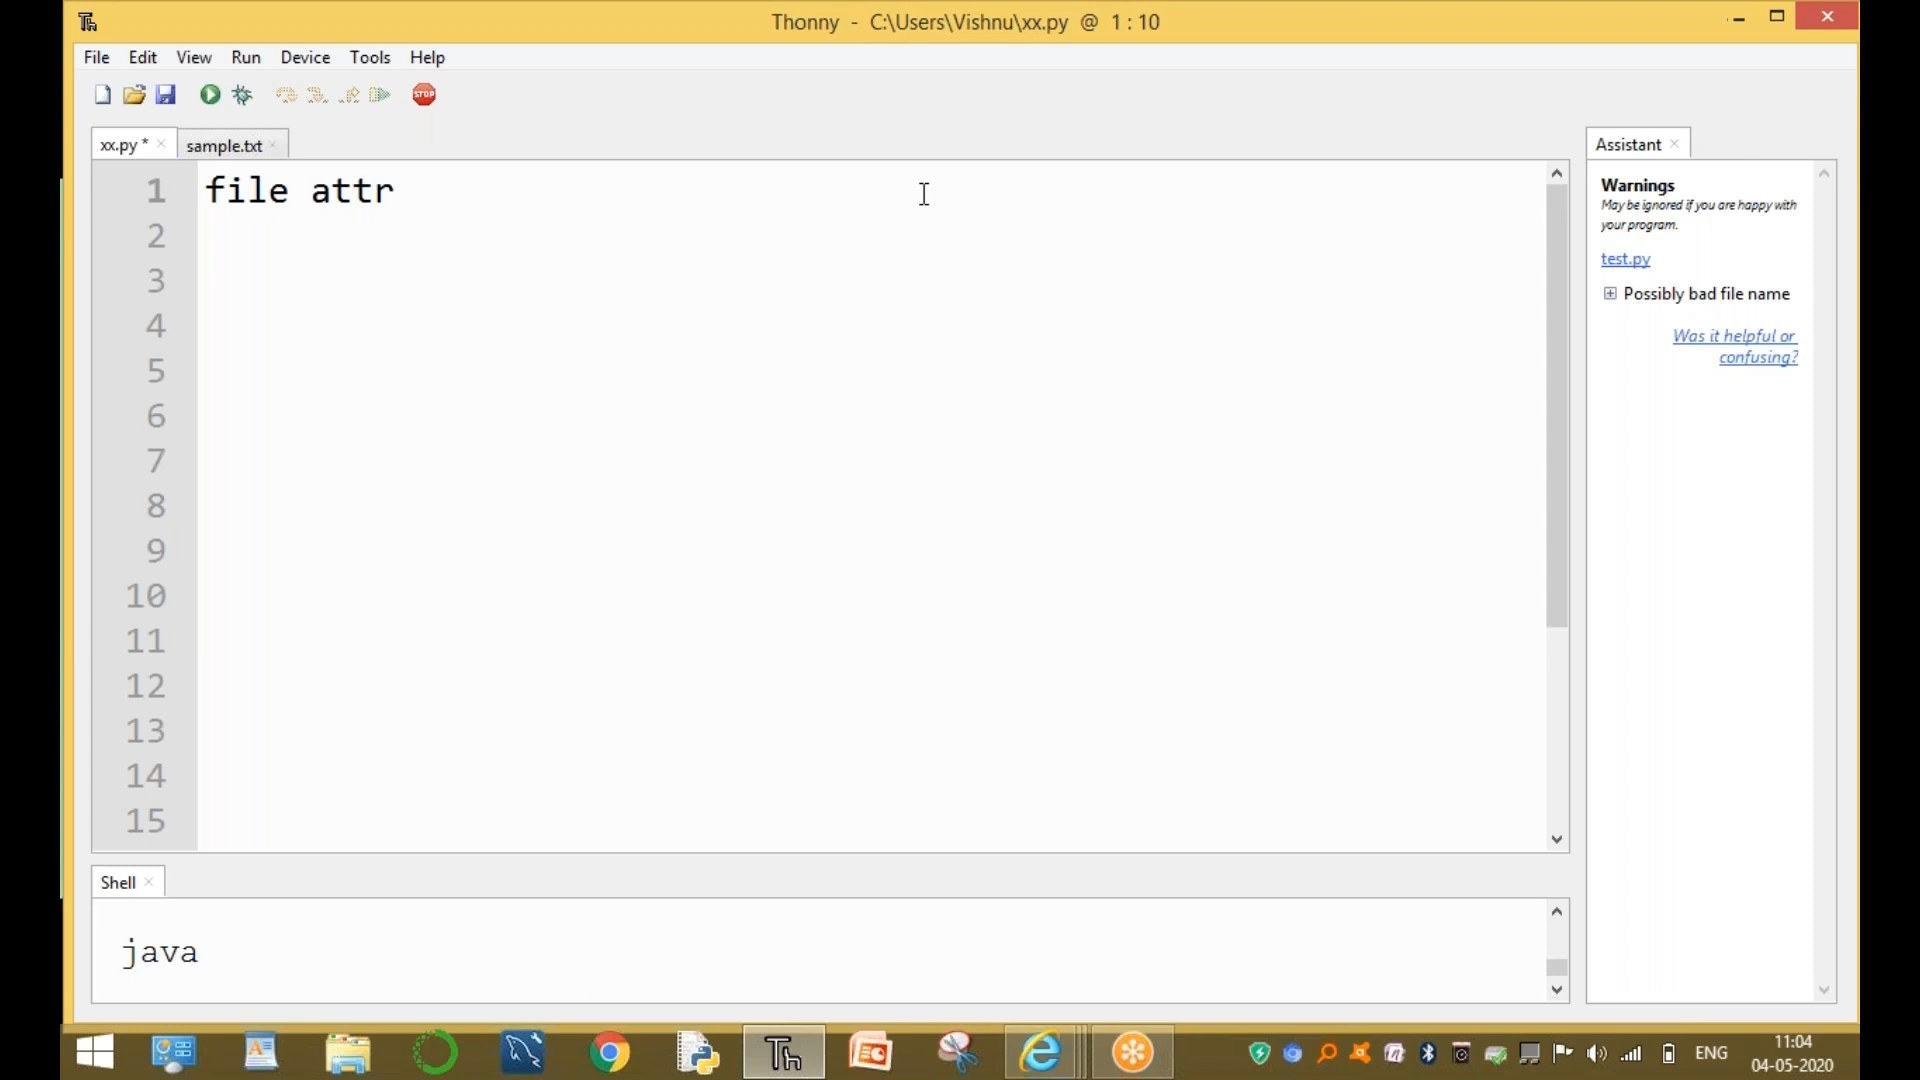 Th
Thonny - C:\Users\Vishnu\xx.py @ 1 : 10
File Edit View Run Device Tools Help
STOP
xx.py *
sample.txt
Assistant
1 file attr
2
3
4
5
6
7
8
9
10
11
12
13
14
15
Warnings
May be ignored if you are happy with
your program.
test.py
Possibly bad file name
Was it helpful or
confusing?
Shell
java
Th
ENG
11:04
04-05-2020